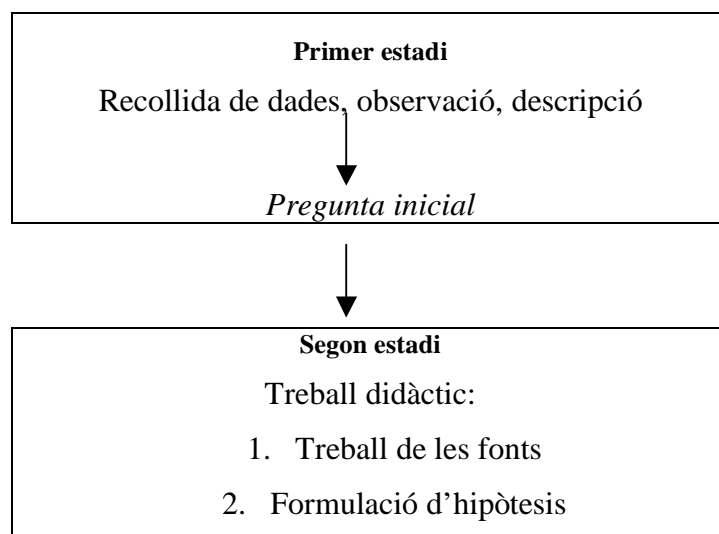 Primer estadi
Recollida de dades, observació, descripció
Pregunta inicial
Segon estadi
Treball didàctic:
1. Treball de les fonts
2. Formulació d'hipòtesis